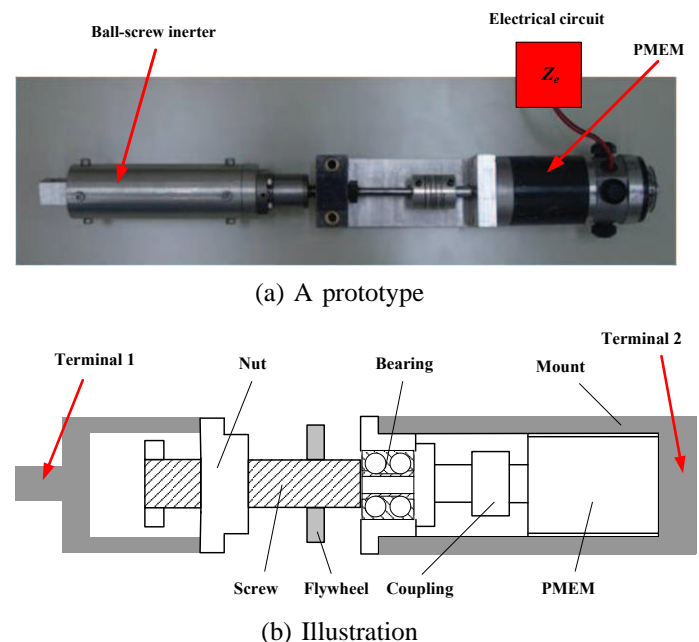 Electrical circuit
Ball-screw inerter
PMEM
Ze
(a) A prototype
Terminal 1
Terminal 2
Nut
Bearing
Mount
Screw
Flywheel
Coupling
PMEM
(b) Illustration